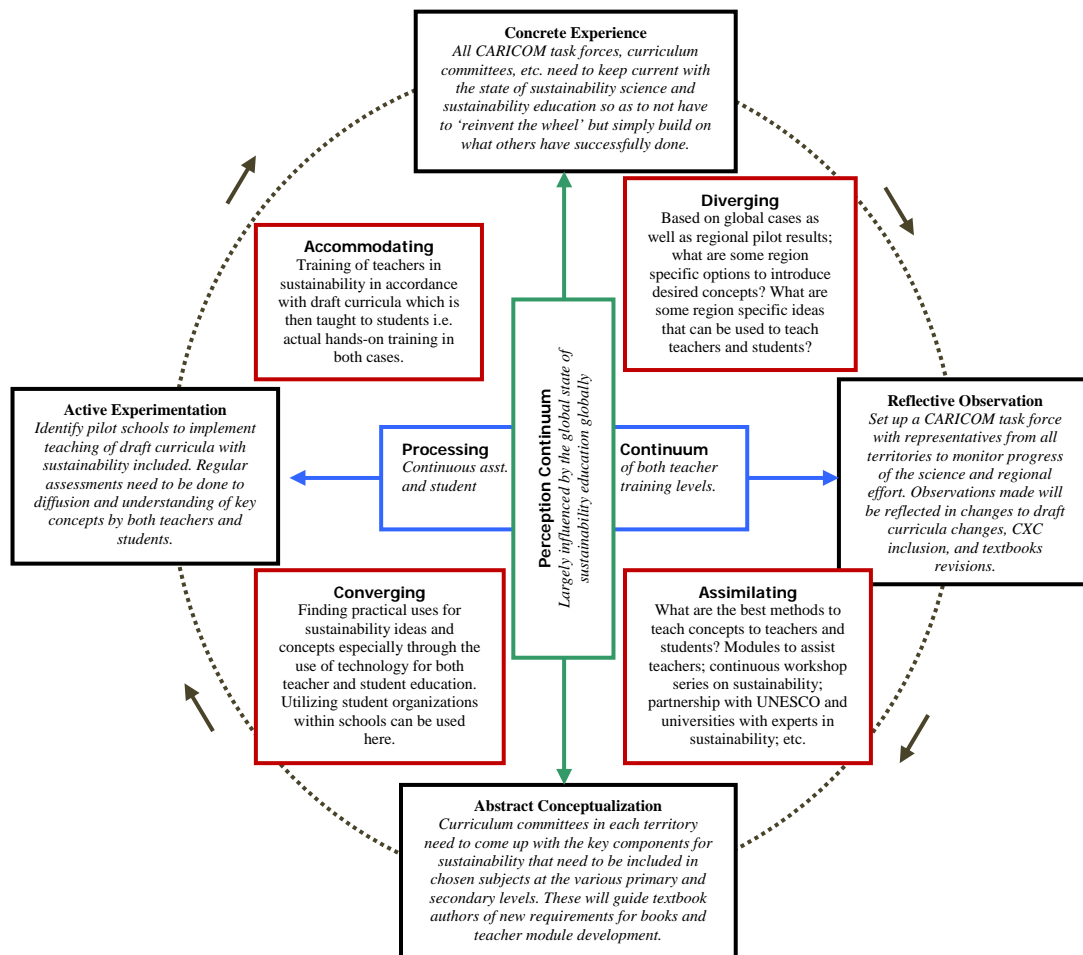 Concrete Experience
All CARICOM task forces, curriculum
committees, etc. need to keep current with
the state of sustainability science and
sustainability education so as to not have
to ‘reinvent the wheel’ but simply build on
what others have successfully done.
Diverging
Based on global cases as
well as regional pilot results;
what are some region
specific options to introduce
desired concepts? What are
some region specific ideas
that can be used to teach
teachers and students?
Accommodating
Training of teachers in
sustainability in accordance
with draft curricula which is
then taught to students i.e.
actual hands-on training in
both cases.
Active Experimentation
Identify pilot schools to implement
teaching of draft curricula with
sustainability included. Regular
assessments need to be done to
diffusion and understanding of key
concepts by both teachers and
students.
Processing
Continuous asst.
and student
Perception Continuum
Largely influenced by the global state of
sustainability education globally
Continuum
of both teacher
training levels.
Reflective Observation
Set up a CARICOM task force
with representatives from all
territories to monitor progress
of the science and regional
effort. Observations made will
be reflected in changes to draft
curricula changes, CXC
inclusion, and textbooks
revisions.
Converging
Finding practical uses for
sustainability ideas and
concepts especially through the
use of technology for both
teacher and student education.
Utilizing student organizations
within schools can be used
here.
Assimilating
What are the best methods to
teach concepts to teachers and
students? Modules to assist
teachers; continuous workshop
series on sustainability;
partnership with UNESCO and
universities with experts in
sustainability; etc.
Abstract Conceptualization
Curriculum committees in each territory
need to come up with the key components for
sustainability that need to be included in
chosen subjects at the various primary and
secondary levels. These will guide textbook
authors of new requirements for books and
teacher module development.